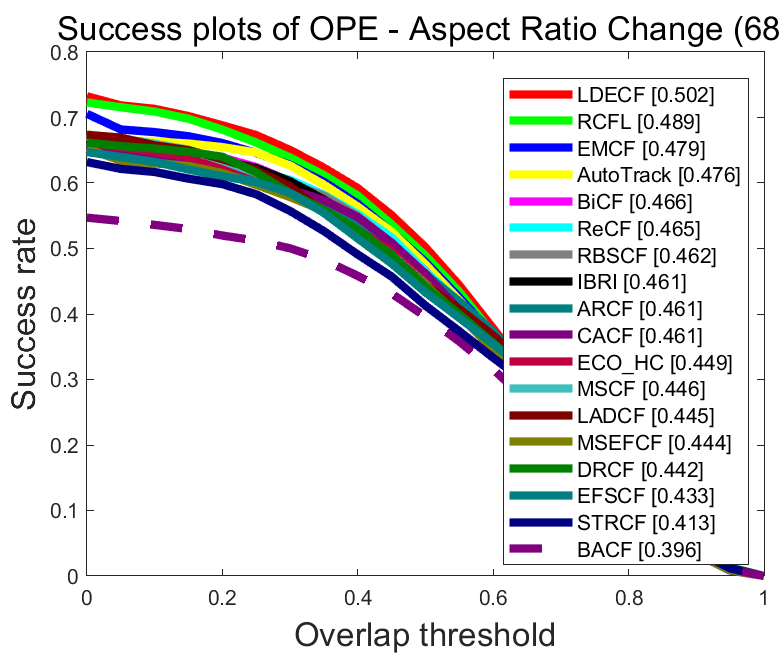 Success plots of OPE - Aspect Ratio Change (68
0.8
0.7
0.6
0.5
0.4
0.3
0.2
0.1
0
Success rate
LDECF [0.502]
RCFL [0.489]
EMCF [0.479]
AutoTrack [0.476]
BiCF [0.466]
ReCF [0.465]
RBSCF [0.462]
IBRI [0.461]
ARCF [0.461]
CACF [0.461]
ECO_HC [0.449]
MSCF [0.446]
LADCF [0.445]
MSEFCF [0.444]
DRCF [0.442]
EFSCF [0.433]
STRCF [0.413]
BACF [0.396]
0 0.2 0.4 0.6 0.8 1
Overlap threshold